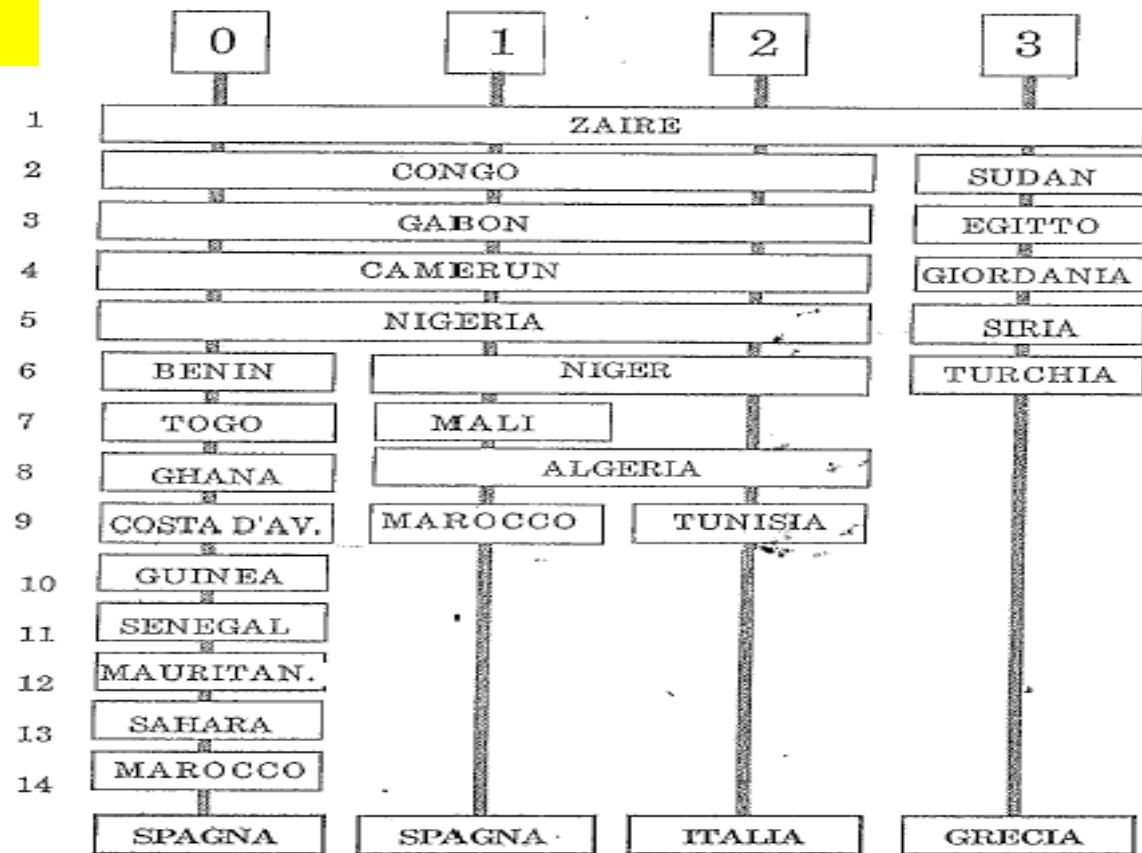 0 1 2 3
1 ZAIRE
2 CONGO SUDAN
3 GABON EGITTO
4 CAMERUN GIORDANIA
5 NIGERIA SIRIA
6 BENIN NIGER TURCHIA
7 TOGO MALI
8 GHANA ALGERIA
9 COSTA D'AV. MAROCCO TUNISIA
10 GUINEA
11 SENEGAL
12 MAURITAN.
13 SAHARA
14 MAROCCO
SPAGNA SPAGNA ITALIA GRECIA